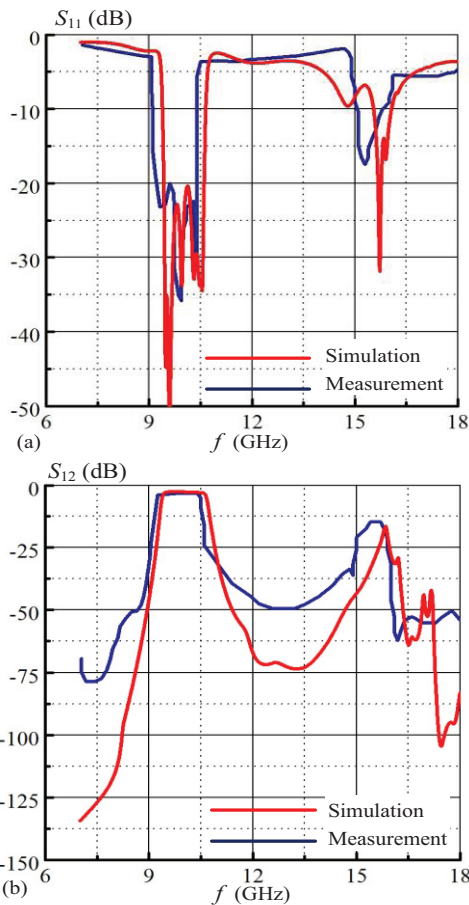 S11 (dB)
0
-10
-20
-30
-40
-50
Simulation
Measurement
6 9 12 15 18
(a) f (GHz)
S12 (dB)
0
-25
-50
-75
-100
-125
-150
Simulation
Measurement
6 9 12 15 18
(b) f (GHz)